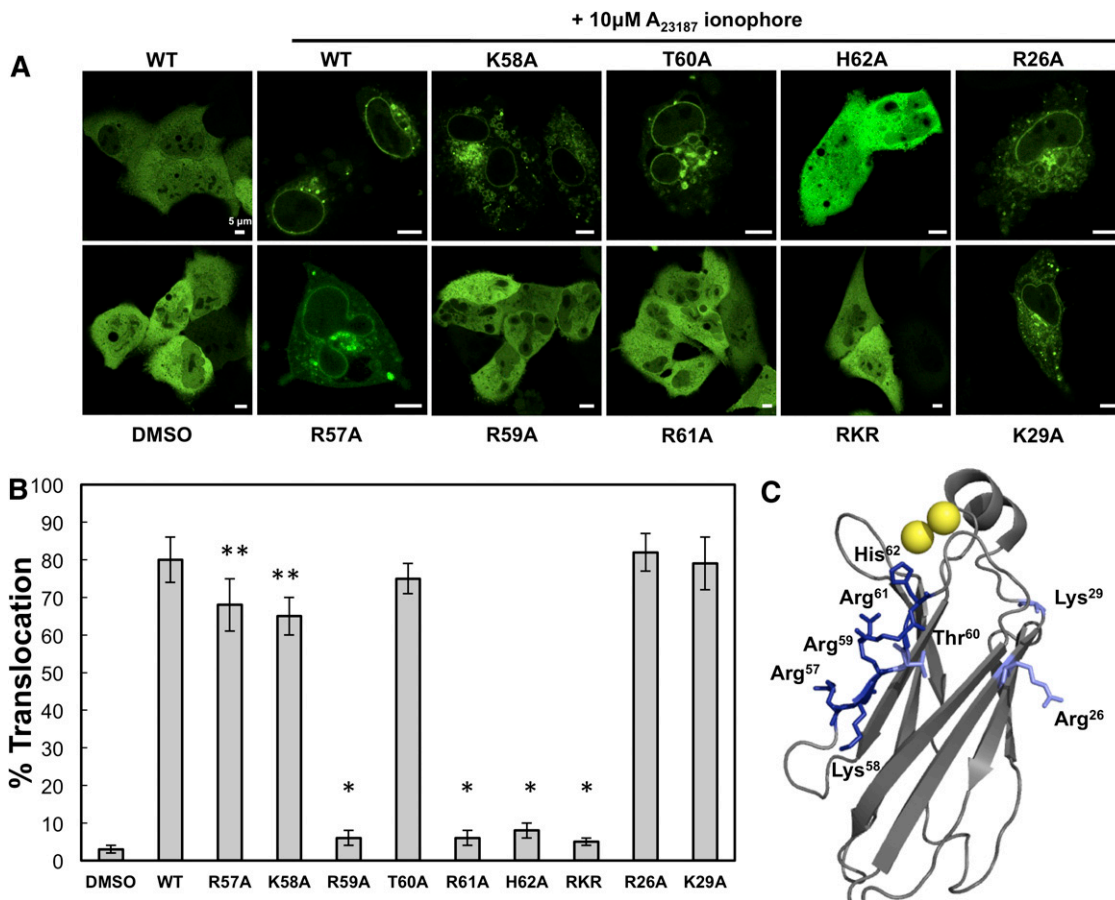 + 10µM A23187 ionophore
A
WT WT K58A T60A H62A R26A
5 µm
DMSO R57A R59A R61A RKR K29A
B
C
% Translocation
100
90
80
70
60
50
40
30
20
10
0
** ** * * * *
DMSO WT R57A K58A R59A T60A R61A H62A RKR R26A K29A
His62
Arg61
Lys29
Arg59
Thr60
Arg57
Arg26
Lys58